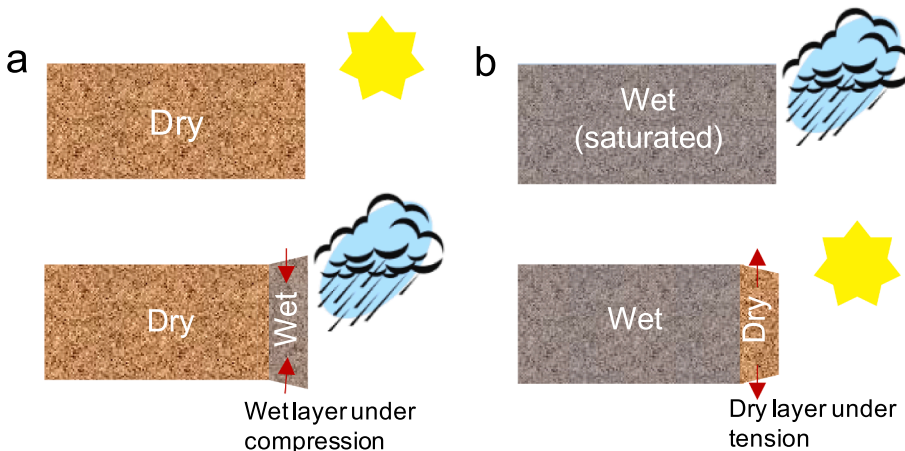 a
Dry
b
Wet
(saturated)
Dry
Wet
Wet layer under
compression
Wet
Dry
Dry layer under
tension